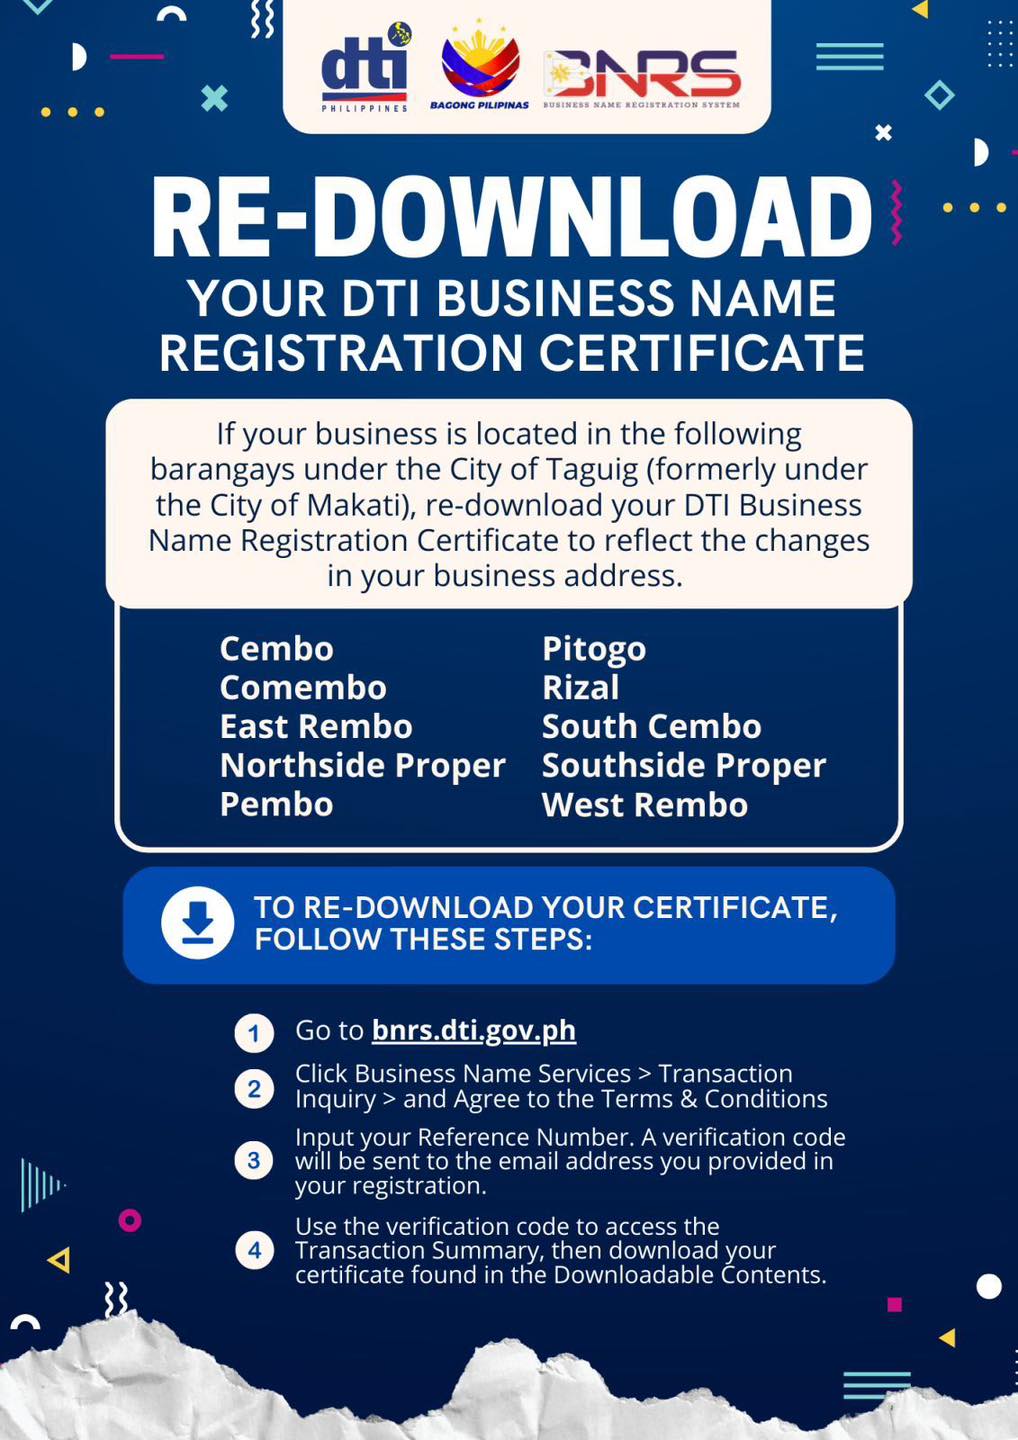 dti
PHILIPPINES
BAGONG PILIPINAS
BNRS
BUSINESS NAME REGISTRATION SYSTEM
RE-DOWNLOAD
YOUR DTI BUSINESS NAME
REGISTRATION CERTIFICATE
If your business is located in the following
barangays under the City of Taguig (formerly under
the City of Makati), re-download your DTI Business
Name Registration Certificate to reflect the changes
in your business address.
Cembo
Comembo
East Rembo
Northside Proper
Pembo
Pitogo
Rizal
South Cembo
Southside Proper
West Rembo
TO RE-DOWNLOAD YOUR CERTIFICATE,
FOLLOW THESE STEPS:
1 Go to bnrs.dti.gov.ph
2 Click Business Name Services > Transaction
Inquiry > and Agree to the Terms & Conditions
3 Input your Reference Number. A verification code
will be sent to the email address you provided in
your registration.
4 Use the verification code to access the
Transaction Summary, then download your
certificate found in the Downloadable Contents.